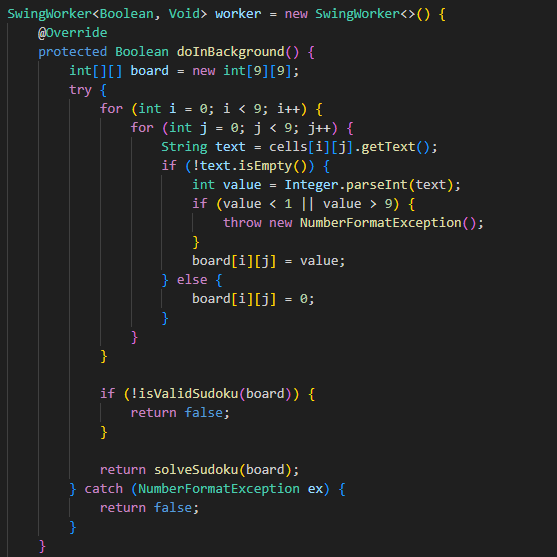 SwingWorker<Boolean, Void> worker = new SwingWorker<>() {
    @Override
    protected Boolean doInBackground() {
        int[][] board = new int[9][9];
        try {
            for (int i = 0; i < 9; i++) {
                for (int j = 0; j < 9; j++) {
                    String text = cells[i][j].getText();
                    if (!text.isEmpty()) {
                        int value = Integer.parseInt(text);
                        if (value < 1 || value > 9) {
                            throw new NumberFormatException();
                        }
                        board[i][j] = value;
                    } else {
                        board[i][j] = 0;
                    }
                }
            }

            if (!isValidSudoku(board)) {
                return false;
            }

            return solveSudoku(board);
        } catch (NumberFormatException ex) {
            return false;
        }
    }